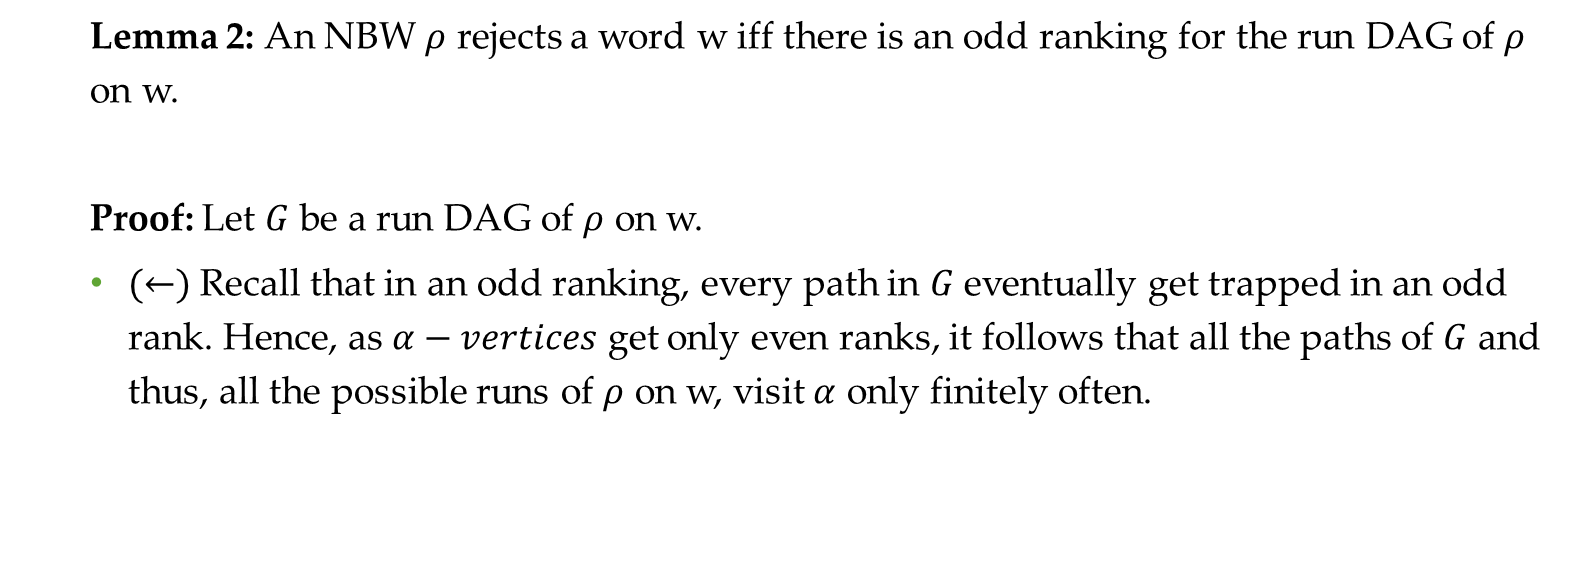 Lemma 2: An NBW ρ rejects a word w iff there is an odd ranking for the run DAG of ρ
on w.
Proof: Let G be a run DAG of ρ on w.
• (←) Recall that in an odd ranking, every path in G eventually get trapped in an odd
rank. Hence, as α − vertices get only even ranks, it follows that all the paths of G and
thus, all the possible runs of ρ on w, visit α only finitely often.